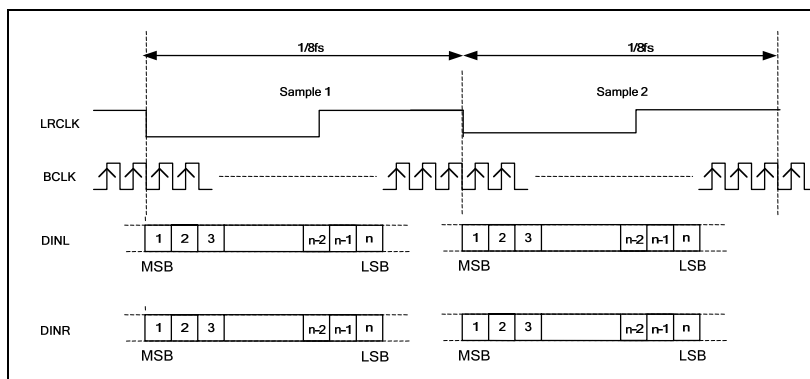 1/8fs 1/8fs
Sample 1 Sample 2
LRCLK
BCLK
DINL 1 2 3 n-2 n-1 n 1 2 3 n-2 n-1 n
MSB LSB MSB LSB
DINR 1 2 3 n-2 n-1 n 1 2 3 n-2 n-1 n
MSB LSB MSB LSB